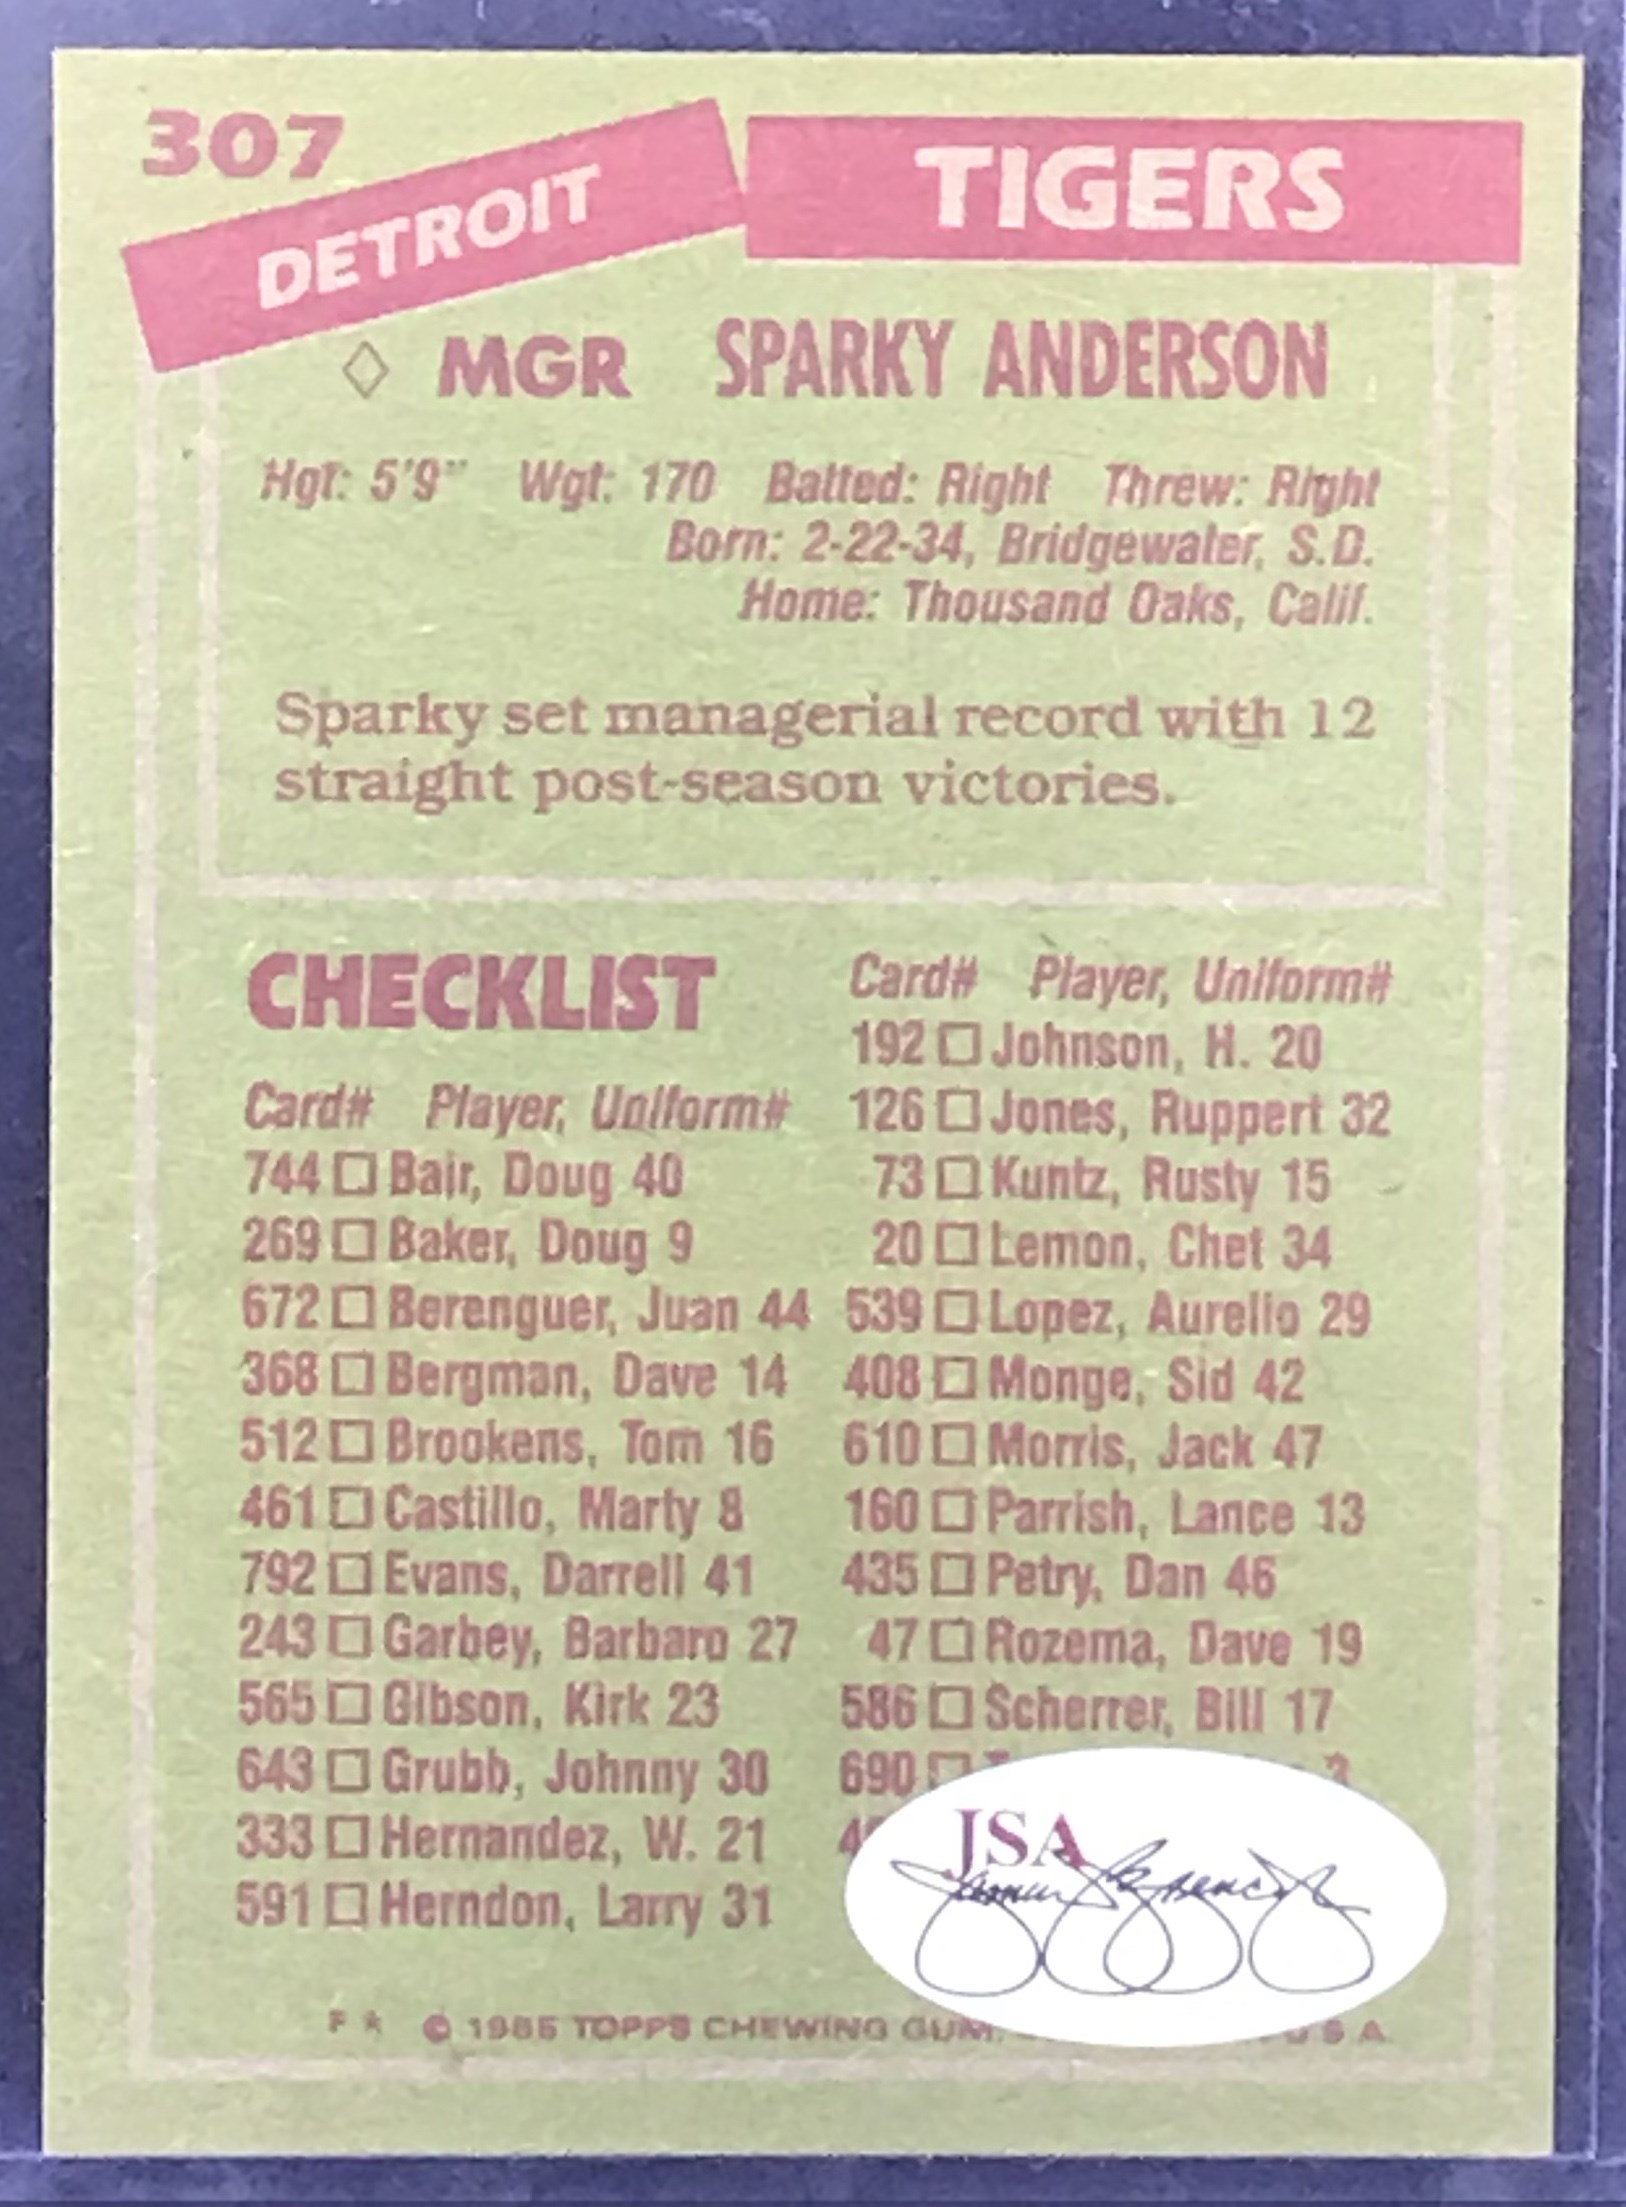 307
DETROIT TIGERS
◇ MGR SPARKY ANDERSON
Hgt: 5'9" Wgt: 170 Batted: Right Threw: Right
Born: 2-22-34, Bridgewater, S.D.
Home: Thousand Oaks, Calif.
Sparky set managerial record with 12
straight post-season victories.
CHECKLIST
Card# Player, Uniform#
744 □ Bair, Doug 40
269 □ Baker, Doug 9
672 □ Berenguer, Juan 44
368 □ Bergman, Dave 14
512 □ Brookens, Tom 16
461 □ Castillo, Marty 8
792 □ Evans, Darrell 41
243 □ Garbey, Barbaro 27
565 □ Gibson, Kirk 23
643 □ Grubb, Johnny 30
333 □ Hernandez, W. 21
591 □ Herndon, Larry 31
Card# Player, Uniform#
192 □ Johnson, H. 20
126 □ Jones, Ruppert 32
73 □ Kuntz, Rusty 15
20 □ Lemon, Chet 34
539 □ Lopez, Aurelio 29
408 □ Monge, Sid 42
610 □ Morris, Jack 47
160 □ Parrish, Lance 13
435 □ Petry, Dan 46
47 □ Rozema, Dave 19
586 □ Scherrer, Bill 17
690 □ 3
JSA
F * © 1985 TOPPS CHEWING GUM, U S A